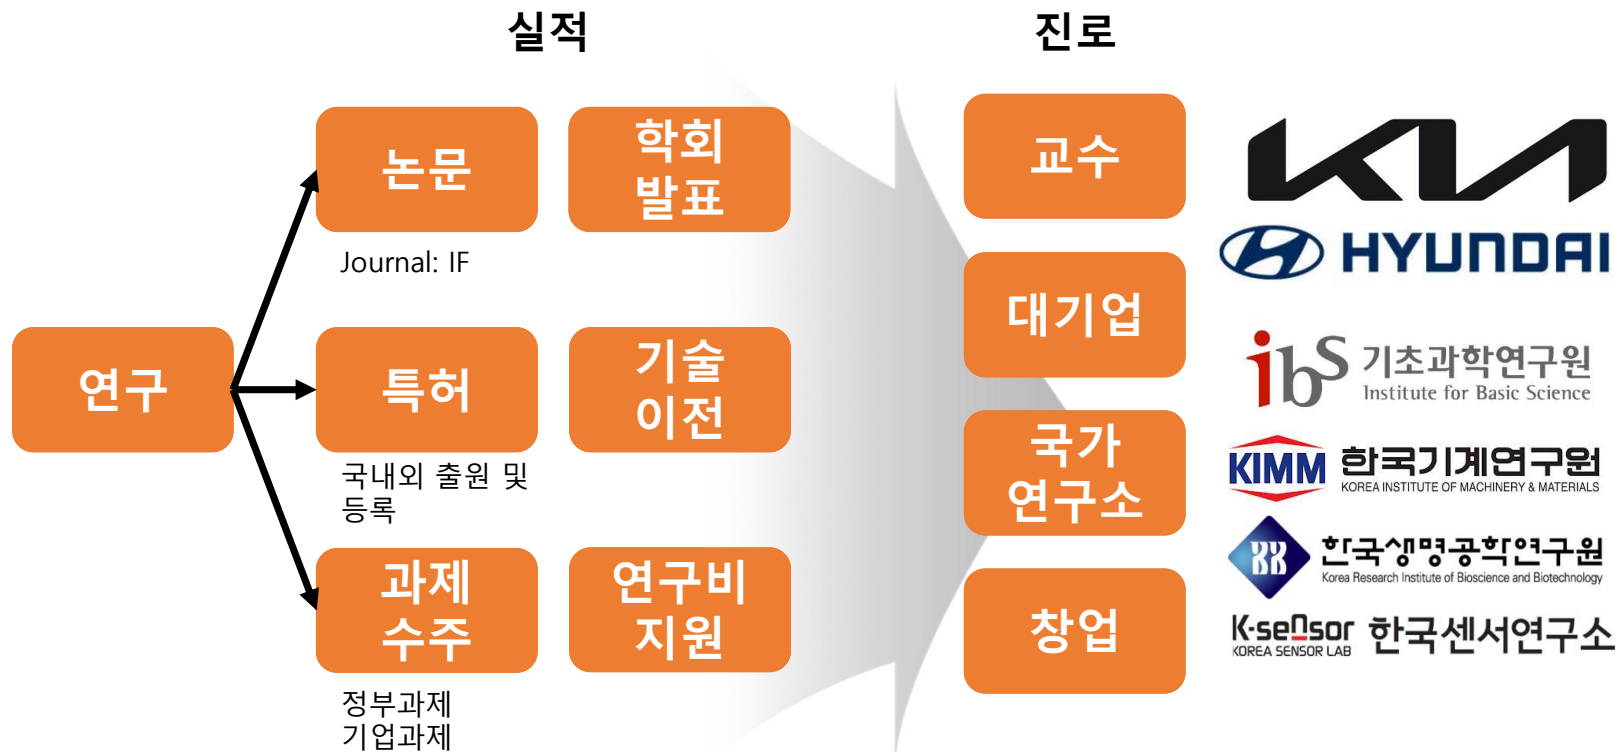 실적
진로
연구
논문
Journal: IF
학회
발표
특허
국내외 출원 및
등록
기술
이전
과제
수주
정부과제
기업과제
연구비
지원
교수
대기업
국가
연구소
창업
KIA
HYUNDAI
ibS 기초과학연구원
Institute for Basic Science
KIMM 한국기계연구원
KOREA INSTITUTE OF MACHINERY & MATERIALS
한국생명공학연구원
Korea Research Institute of Bioscience and Biotechnology
K-sensor 한국센서연구소
KOREA SENSOR LAB